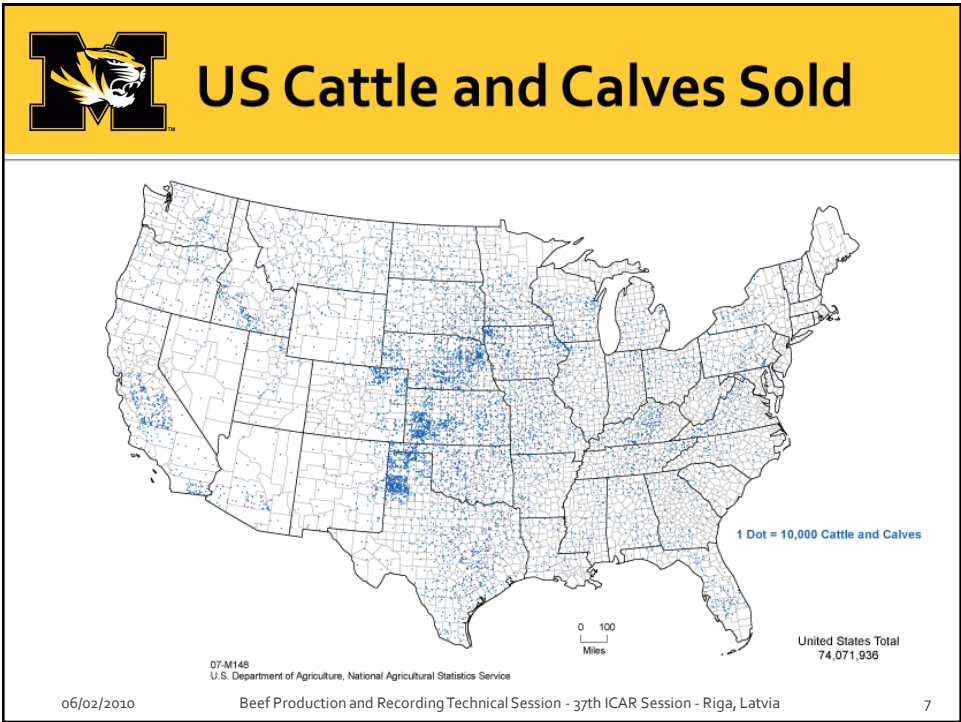 M
TM
US Cattle and Calves Sold
1 Dot = 10,000 Cattle and Calves
0 100
Miles
United States Total
74,071,936
07-M148
U.S. Department of Agriculture, National Agricultural Statistics Service
06/02/2010 Beef Production and Recording Technical Session - 37th ICAR Session - Riga, Latvia 7